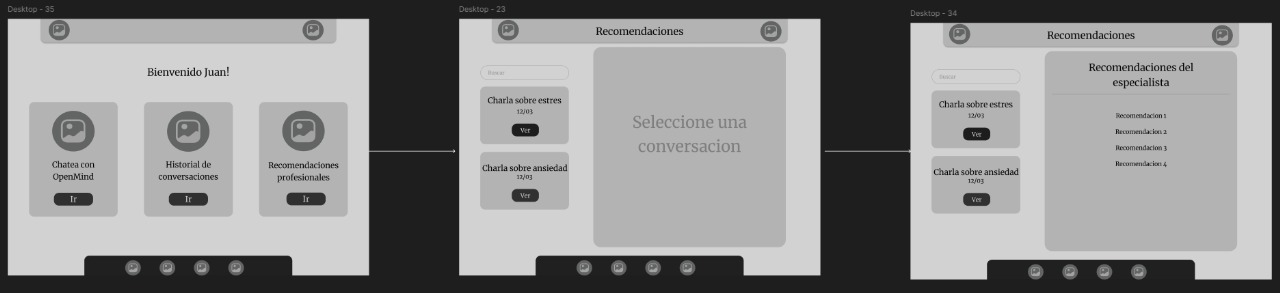 Desktop - 35
Bienvenido Juan!
Chatea con
OpenMind
Ir
Historial de
conversaciones
Ir
Recomendaciones
profesionales
Ir
Desktop - 23
Recomendaciones
Buscar
Charla sobre estres
12/03
Ver
Charla sobre ansiedad
12/03
Ver
Seleccione una
conversacion
Desktop - 34
Recomendaciones
Buscar
Charla sobre estres
12/03
Ver
Charla sobre ansiedad
12/03
Ver
Recomendaciones del
especialista
Recomendacion 1
Recomendacion 2
Recomendacion 3
Recomendacion 4